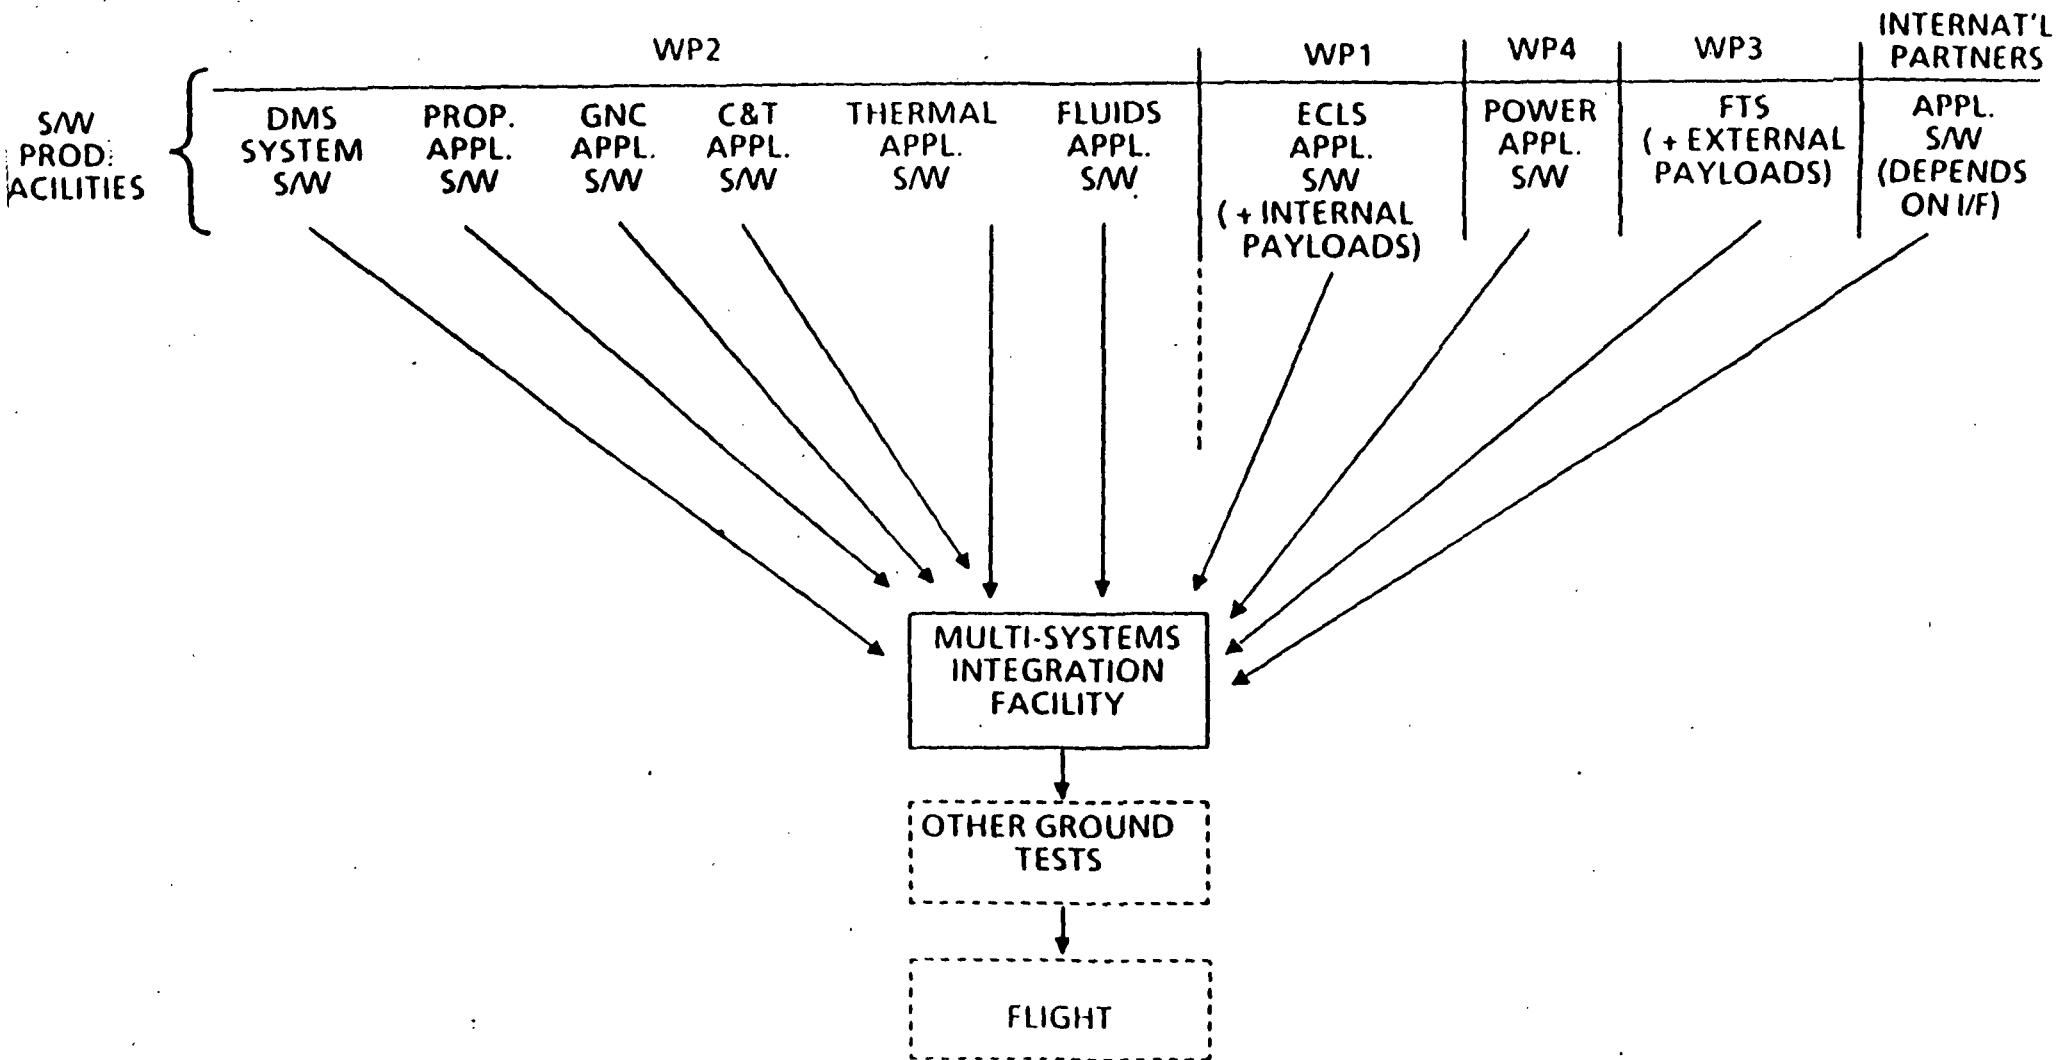 WP2
WP1
WP4
WP3
INTERNAT'L
PARTNERS
S/W
PROD.
ACILITIES
DMS
SYSTEM
S/W
PROP.
APPL.
S/W
GNC
APPL.
S/W
C&T
APPL.
S/W
THERMAL
APPL.
S/W
FLUIDS
APPL.
S/W
ECLS
APPL.
S/W
( + INTERNAL
PAYLOADS)
POWER
APPL.
S/W
FTS
( + EXTERNAL
PAYLOADS)
APPL.
S/W
(DEPENDS
ON I/F)
MULTI-SYSTEMS
INTEGRATION
FACILITY
OTHER GROUND
TESTS
FLIGHT